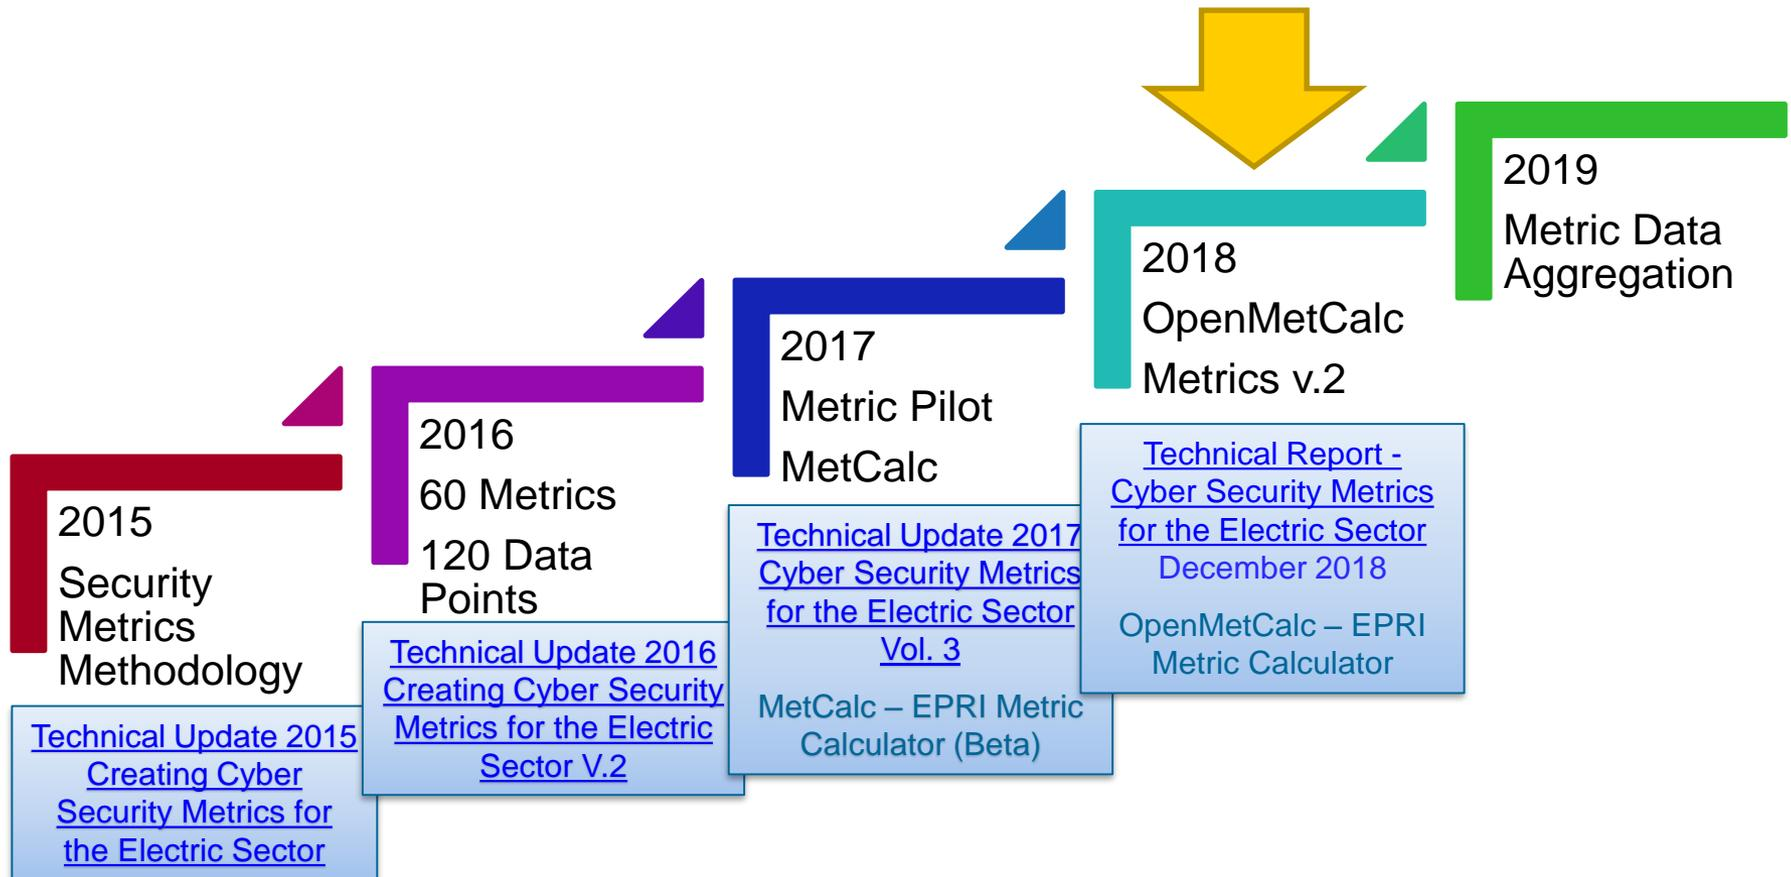 2015
Security
Metrics
Methodology
Technical Update 2015
Creating Cyber
Security Metrics for
the Electric Sector
2016
60 Metrics
120 Data
Points
Technical Update 2016
Creating Cyber Security
Metrics for the Electric
Sector V.2
2017
Metric Pilot
MetCalc
Technical Update 2017
Cyber Security Metrics
for the Electric Sector
Vol. 3
MetCalc – EPRI Metric
Calculator (Beta)
2018
OpenMetCalc
Metrics v.2
Technical Report -
Cyber Security Metrics
for the Electric Sector
December 2018
OpenMetCalc – EPRI
Metric Calculator
2019
Metric Data
Aggregation